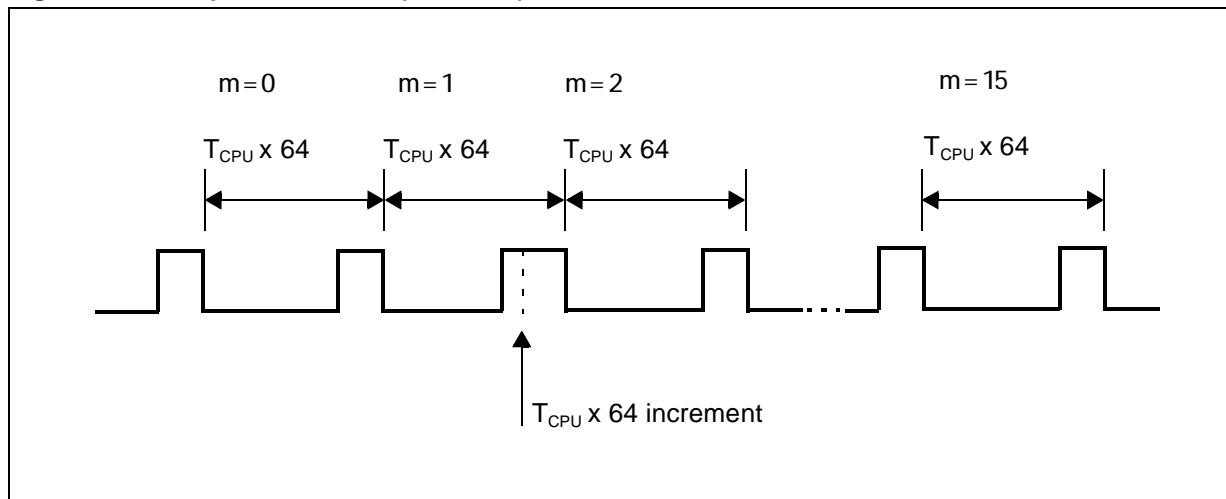 m=0 m=1 m=2 m=15
T_CPU x 64 T_CPU x 64 T_CPU x 64 T_CPU x 64
T_CPU x 64 increment